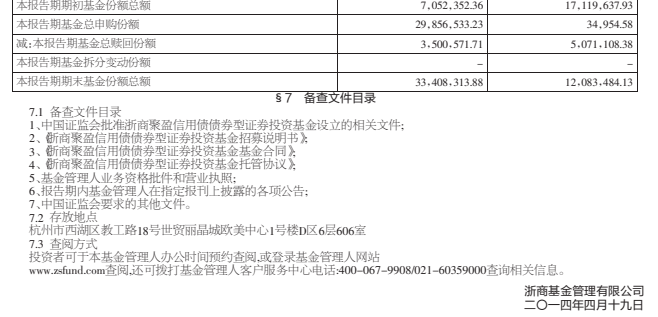 本报告期期初基金份额总额 7,052,352.36 17,119,637.93
本报告期基金总申购份额 29,856,533.23 34,954.58
减:本报告期基金总赎回份额 3,500,571.71 5,071,108.38
本报告期基金拆分变动份额 – –
本报告期期末基金份额总额 33,408,313.88 12,083,484.13
§7 备查文件目录
7.1 备查文件目录
1、中国证监会批准浙商聚盈信用债债券型证券投资基金设立的相关文件;
2、《浙商聚盈信用债债券型证券投资基金招募说明书》;
3、《浙商聚盈信用债债券型证券投资基金基金合同》;
4、《浙商聚盈信用债债券型证券投资基金托管协议》;
5、基金管理人业务资格批件和营业执照;
6、报告期内基金管理人在指定报刊上披露的各项公告;
7、中国证监会要求的其他文件。
7.2 存放地点
杭州市西湖区教工路18号世贸丽晶城欧美中心1号楼D区6层606室
7.3 查阅方式
投资者可于本基金管理人办公时间预约查阅,或登录基金管理人网站
www.zsfund.com查阅,还可拨打基金管理人客户服务中心电话:400-067-9908/021-60359000查询相关信息。
浙商基金管理有限公司
二〇一四年四月十九日